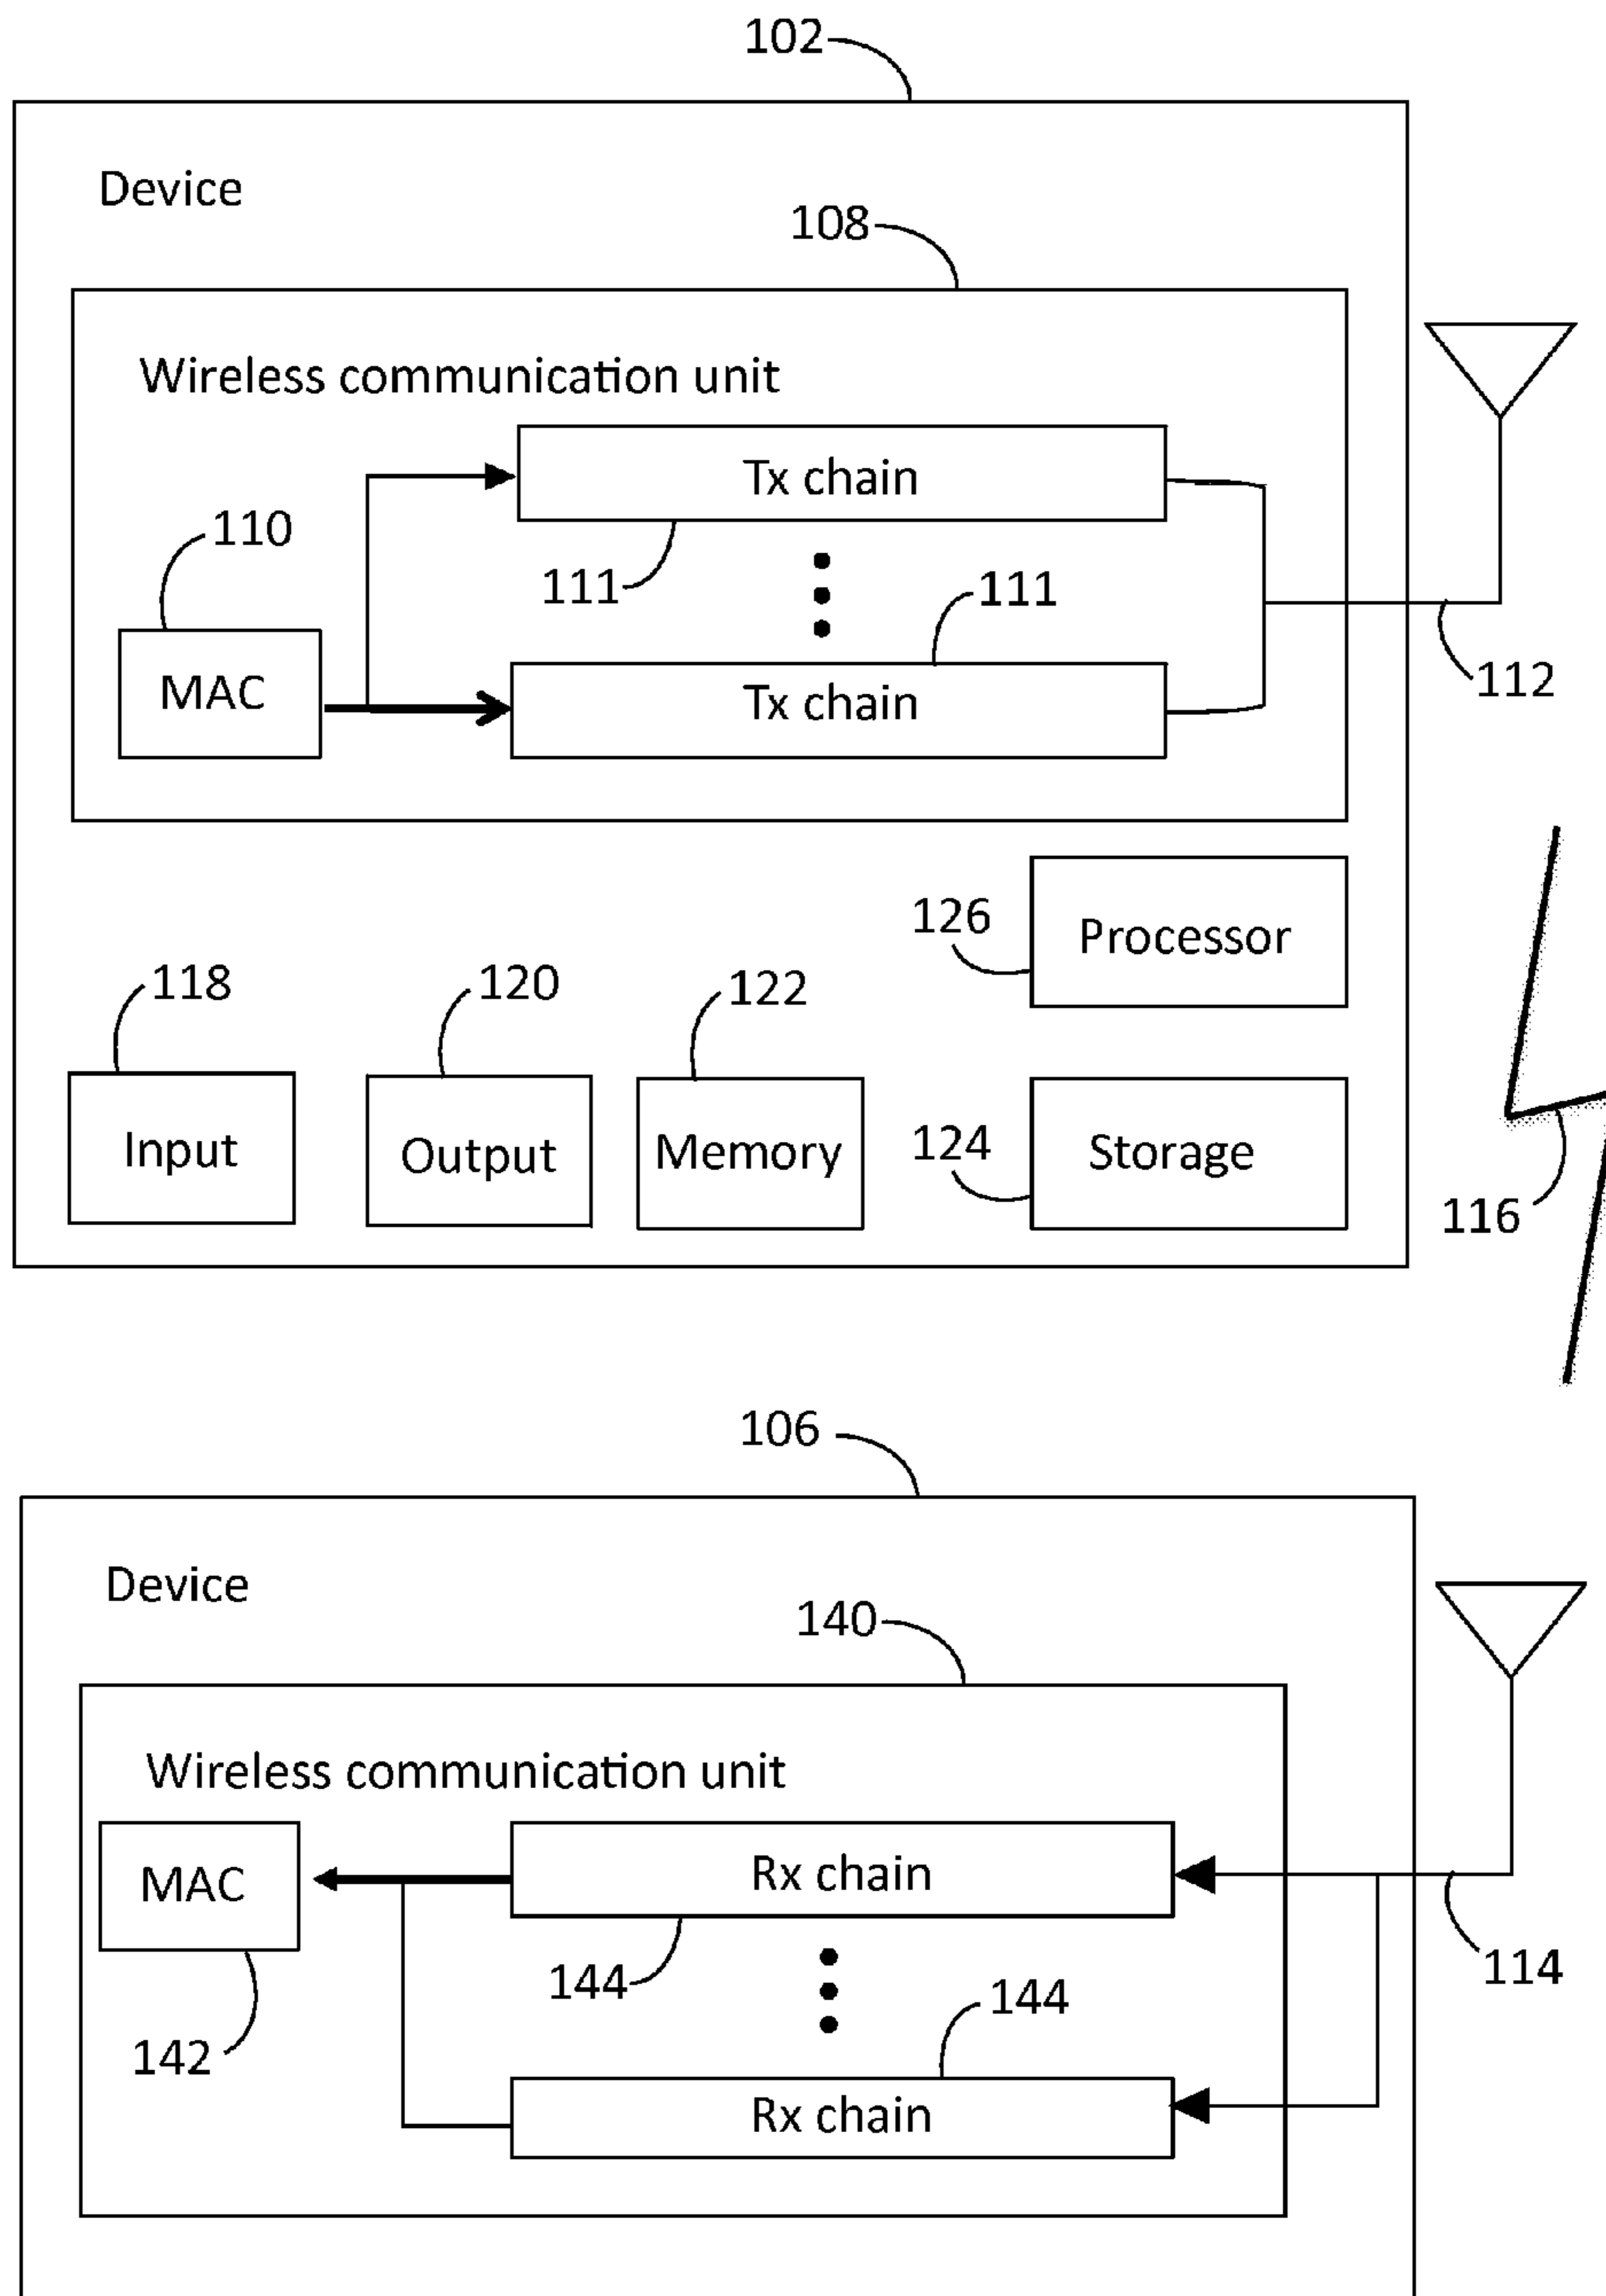 102
Device
108
Wireless communication unit
Tx chain
110
111
111
MAC
Tx chain
112
126
Processor
118
120
122
Input
Output
Memory
124
Storage
116
106
Device
140
Wireless communication unit
MAC
Rx chain
144
144
114
142
Rx chain